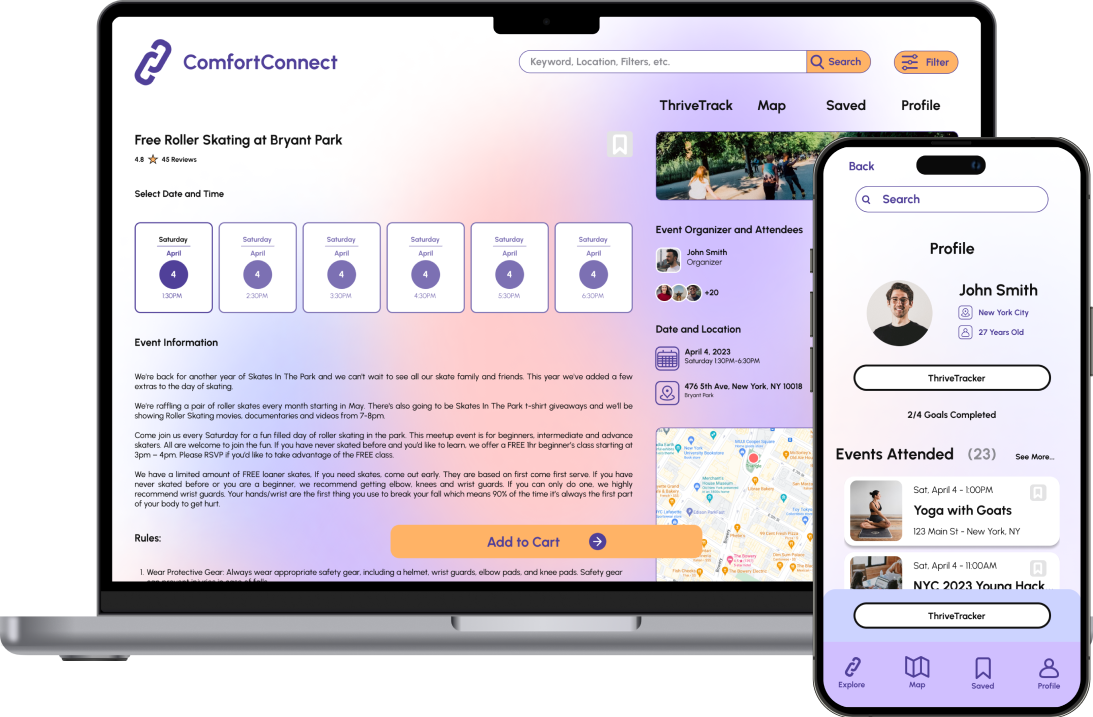 ComfortConnect
Keyword, Location, Filters, etc.
Search
Filter
ThriveTrack
Map
Saved
Profile
Free Roller Skating at Bryant Park
4.8
45 Reviews
Select Date and Time
Saturday
April
4
1:30PM
Saturday
April
4
2:30PM
Saturday
April
4
3:30PM
Saturday
April
4
4:30PM
Saturday
April
4
5:30PM
Saturday
April
4
6:30PM
Event Information
We're back for another year of Skates In The Park and we can't wait to see all our skate family and friends. This year we've added a few
extras to the day of skating.
We're raffling a pair of roller skates every month starting in May. There's also going to be Skates In The Park t-shirt giveaways and we'll be
showing Roller Skating movies, documentaries and videos from 7-8pm.
Come join us every Saturday for a fun filled day of roller skating in the park. This meetup event is for beginners, intermediate and advance
skaters. All are welcome to join the fun. If you have never skated before and you'd like to learn, we offer a FREE 1hr beginner's class starting at
3pm – 4pm. Please RSVP if you'd like to take advantage of the FREE class.
We have a limited amount of FREE loaner skates. If you need skates, come out early. They are based on first come first serve. If you have
never skated before or you are a beginner, we recommend getting elbow, knees and wrist guards. If you can only do one, we highly
recommend wrist guards. Your hands/wrist are the first thing you use to break your fall which means 90% of the time it's always the first part
of your body to get hurt.
Rules:
Add to Cart
1. Wear Protective Gear: Always wear appropriate safety gear, including a helmet, wrist guards, elbow pads, and knee pads. Safety gear
Event Organizer and Attendees
John Smith
Organizer
+20
Date and Location
April 4, 2023
Saturday 1:30PM-6:30PM
476 5th Ave, New York, NY 10018
Bryant Park
Back
Search
Profile
John Smith
New York City
27 Years Old
ThriveTracker
2/4 Goals Completed
Events Attended (23)
See More...
Sat, April 4 - 1:00PM
Yoga with Goats
123 Main St - New York, NY
Sat, April 4 - 11:00AM
NYC 2023 Young Hack
ThriveTracker
Explore
Map
Saved
Profile